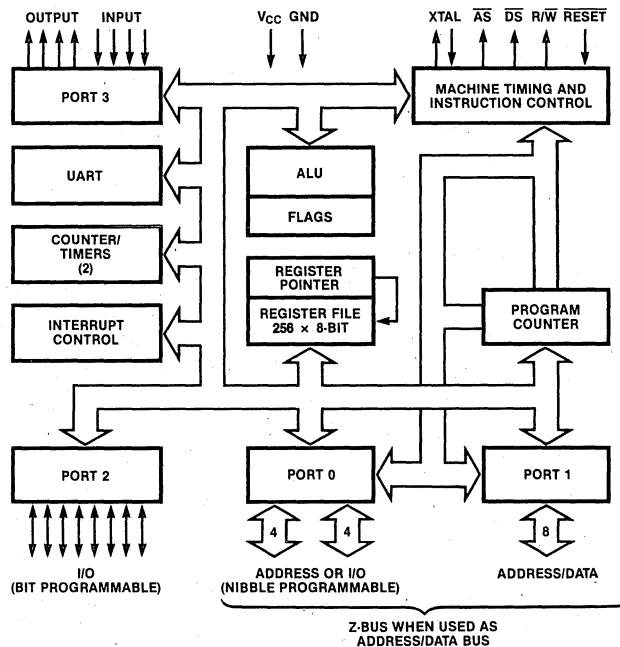 OUTPUT INPUT VCC GND XTAL AS DS R/W RESET
PORT 3
MACHINE TIMING AND
INSTRUCTION CONTROL
UART
ALU
FLAGS
COUNTER/
TIMERS
(2)
REGISTER
POINTER
REGISTER FILE
256 × 8-BIT
PROGRAM
COUNTER
INTERRUPT
CONTROL
PORT 2
PORT 0
PORT 1
4
4
8
I/O
(BIT PROGRAMMABLE)
ADDRESS OR I/O
(NIBBLE PROGRAMMABLE)
ADDRESS/DATA
Z-BUS WHEN USED AS
ADDRESS/DATA BUS